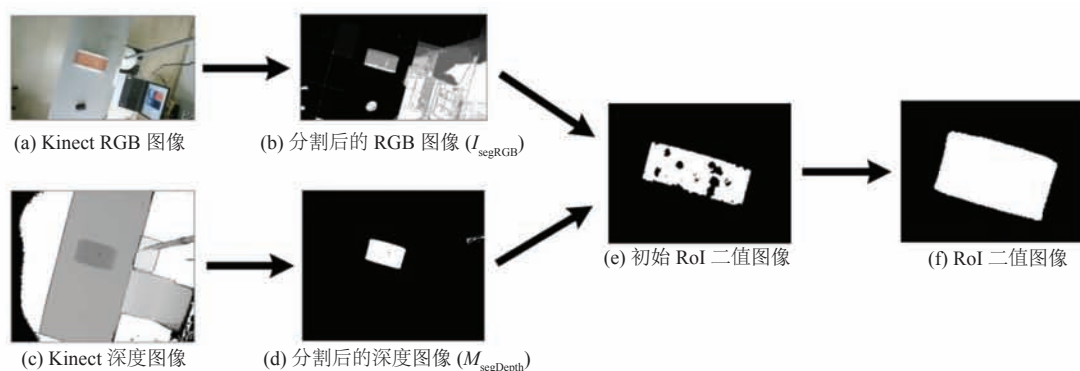 (a) Kinect RGB 图像
(b) 分割后的 RGB 图像 (I_segRGB)
(e) 初始 RoI 二值图像
(f) RoI 二值图像
(c) Kinect 深度图像
(d) 分割后的深度图像 (M_segDepth)